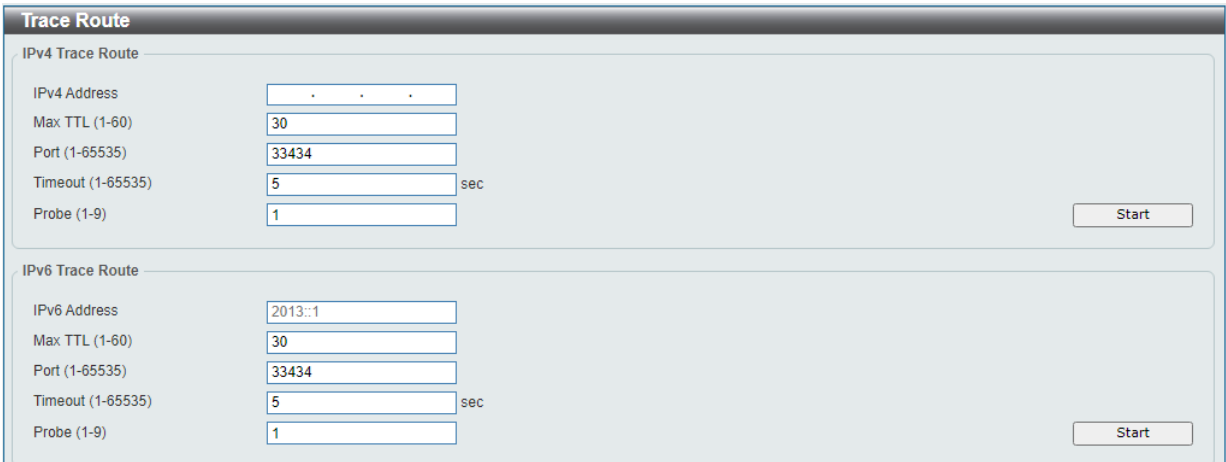 Trace Route
IPv4 Trace Route
IPv4 Address . . .
Max TTL (1-60) 30
Port (1-65535) 33434
Timeout (1-65535) 5 sec
Probe (1-9) 1 Start
IPv6 Trace Route
IPv6 Address 2013::1
Max TTL (1-60) 30
Port (1-65535) 33434
Timeout (1-65535) 5 sec
Probe (1-9) 1 Start